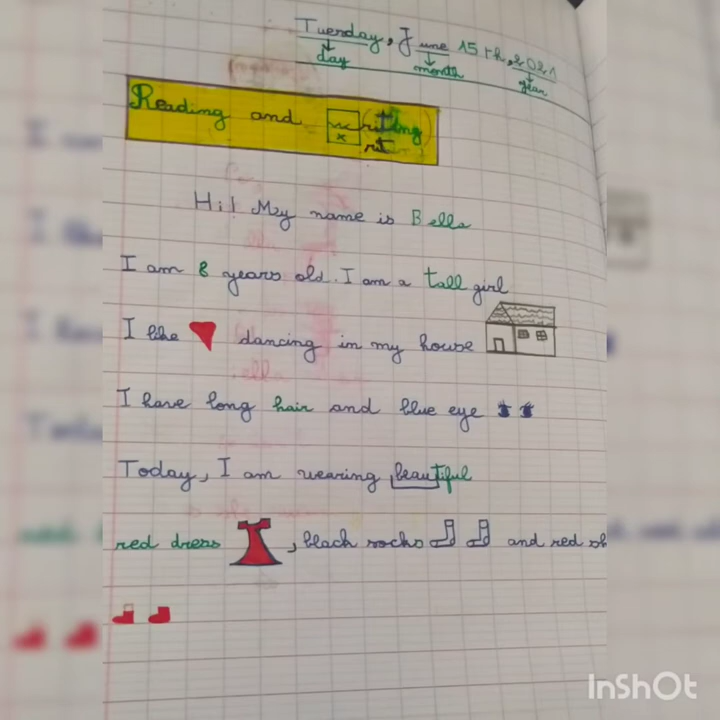 Tuesday, June 15th, 2021
day month year
Reading and writing
x rit
Hi! My name is Bella
I am 8 years old. I am a tall girl
I like dancing in my house
I have long hair and blue eye
Today, I am wearing beautiful
red dress, black socks and red sh
InShOt